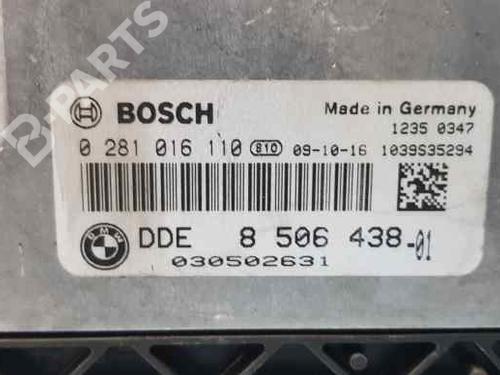 B-PARTS
BOSCH
Made in Germany
1235 0347
0 281 016 110 810 09-10-16 1039S35294
BMW DDE 8 506 438-01
030502631